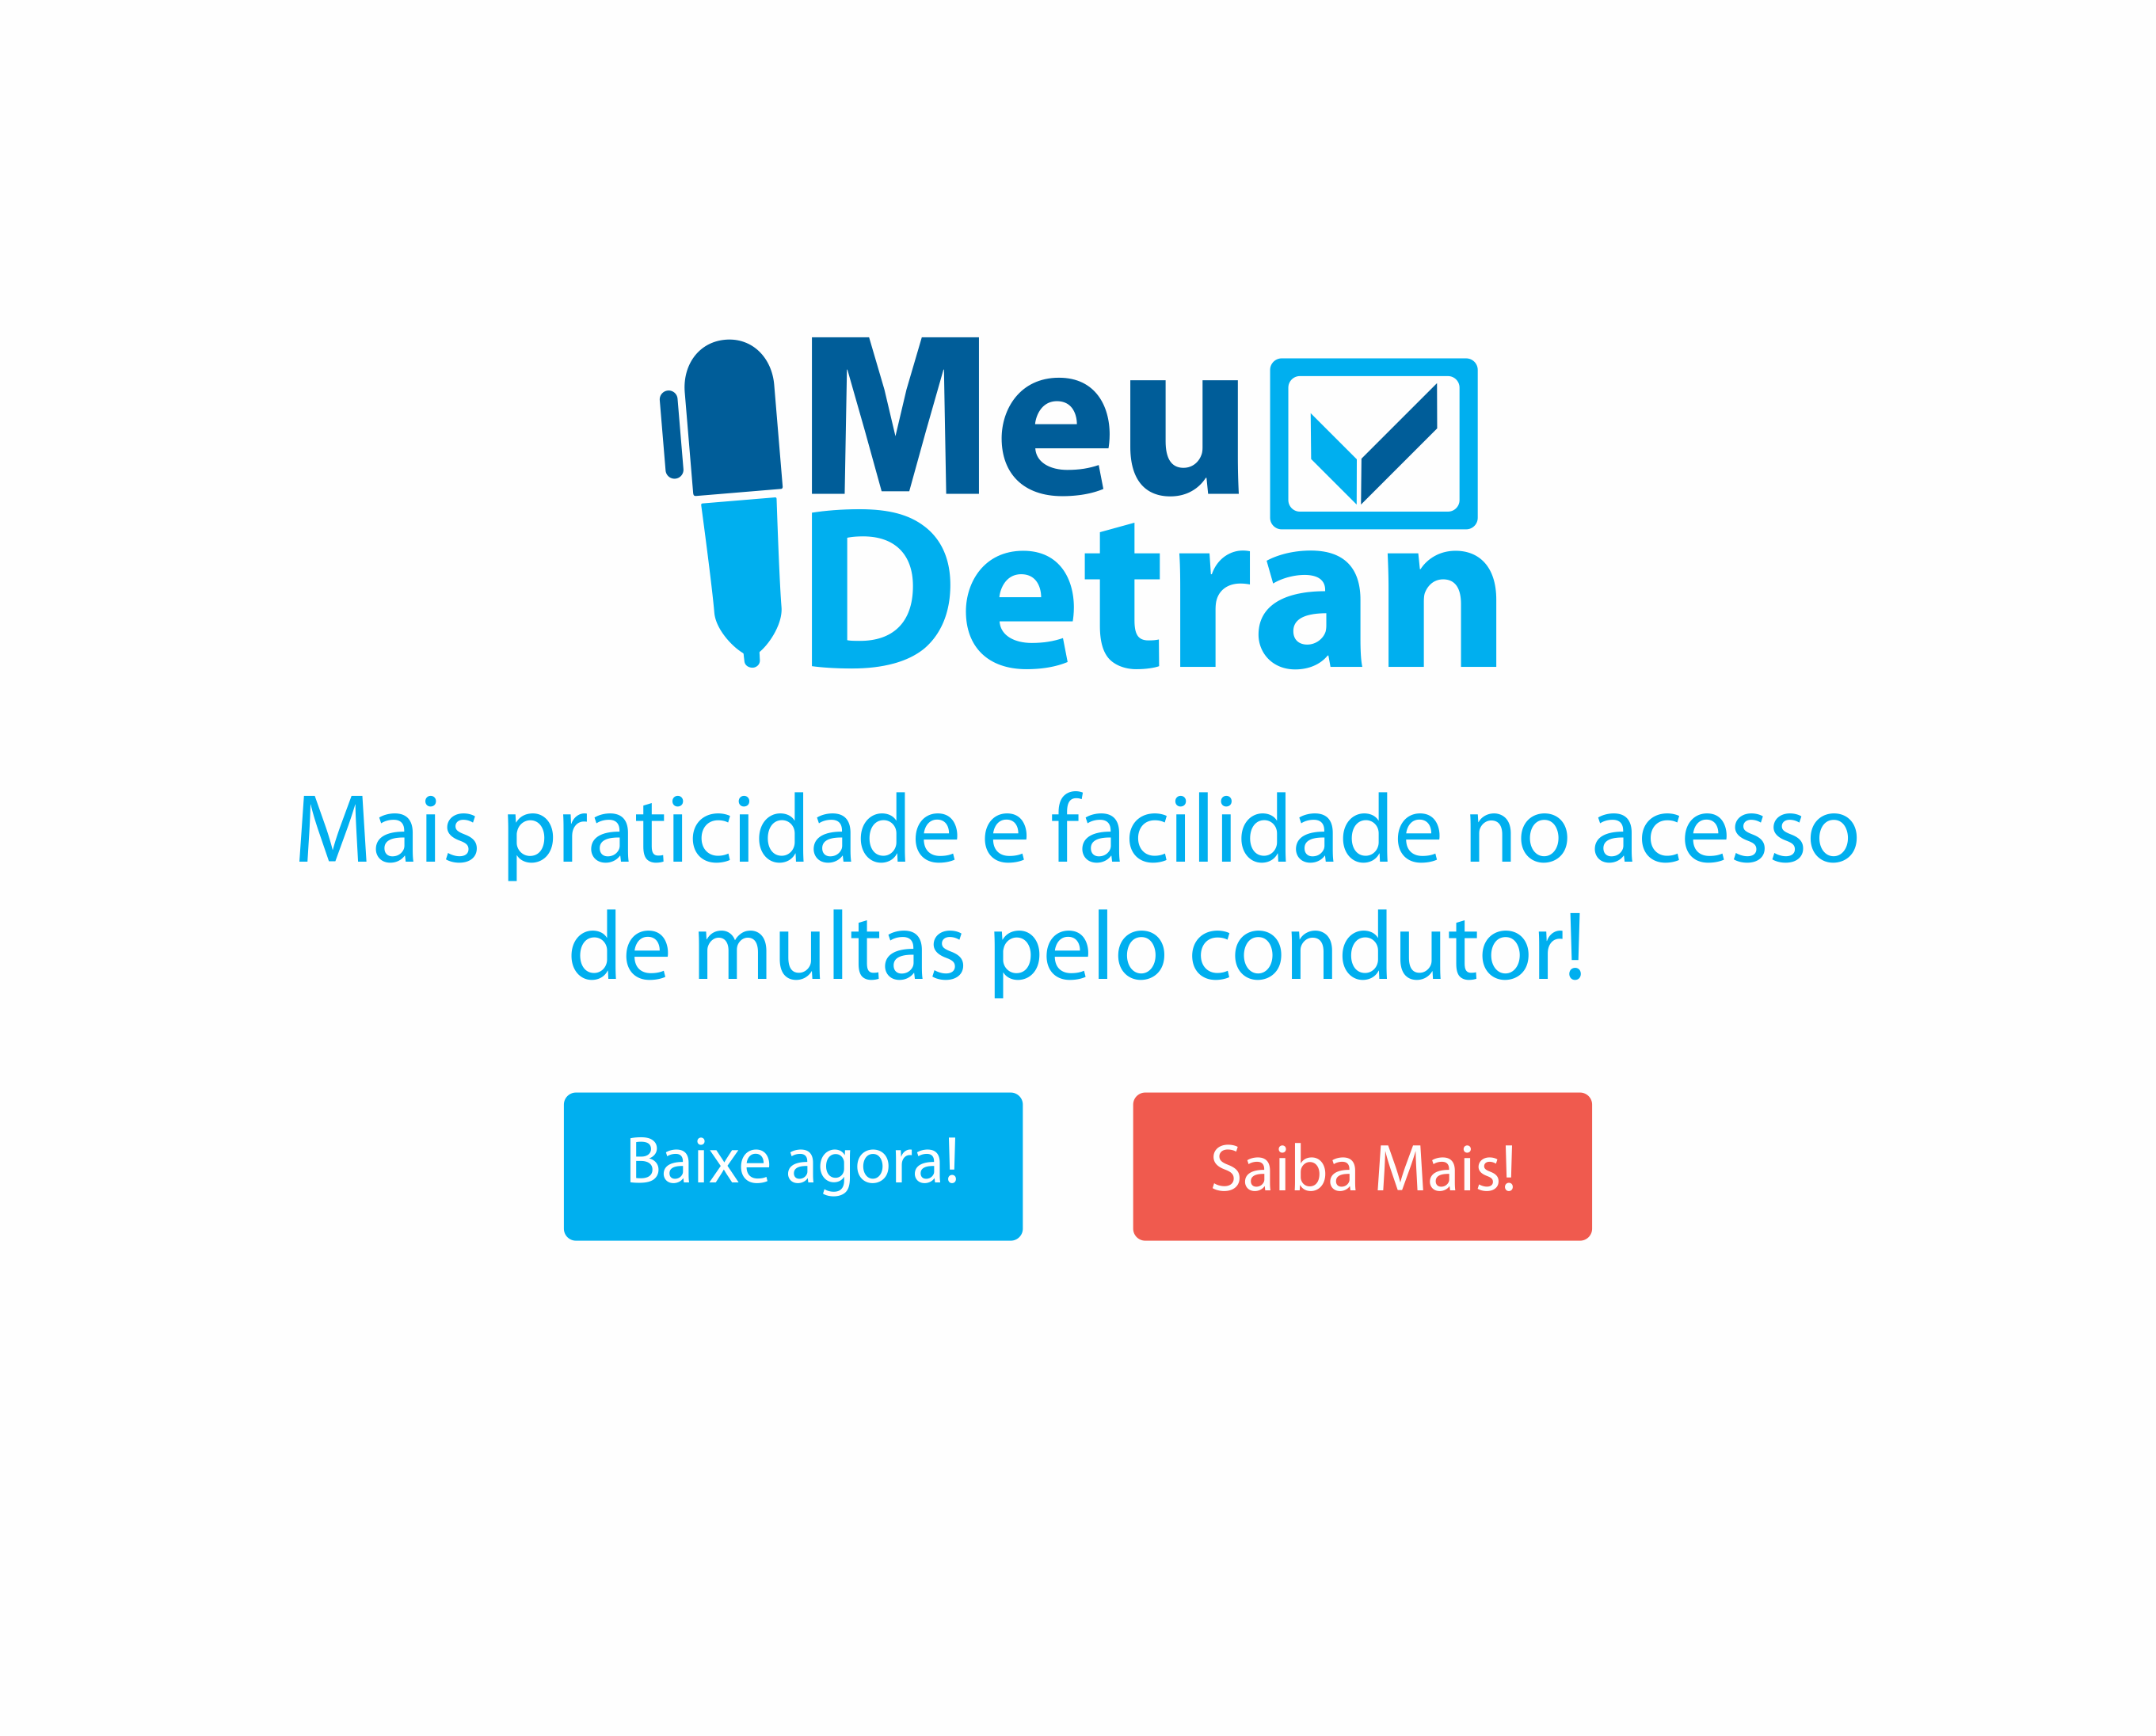 Meu
Detran
Mais praticidade e facilidade no acesso
de multas pelo condutor!
Baixe agora!
Saiba Mais!